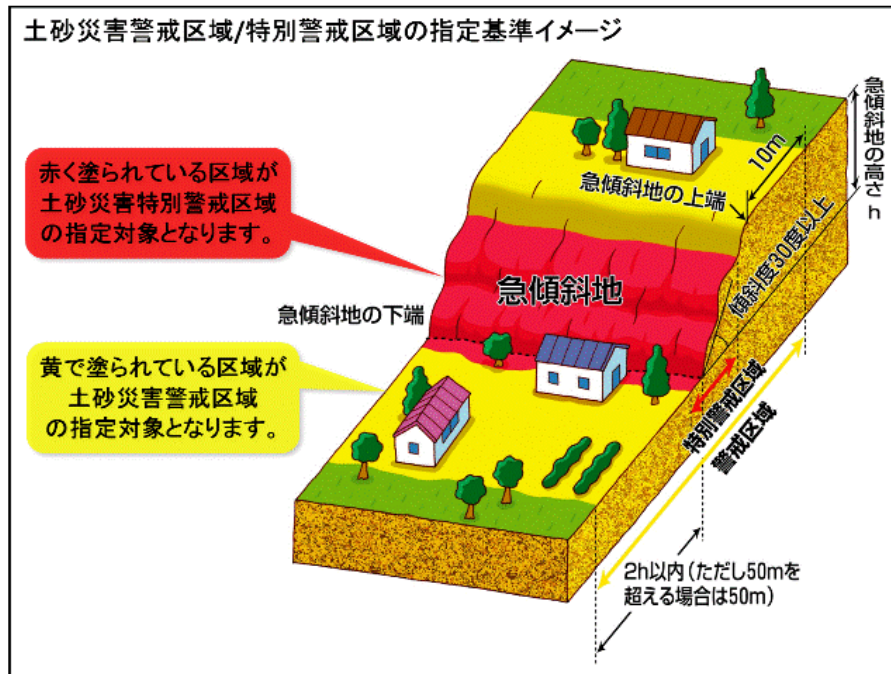 土砂災害警戒区域/特別警戒区域の指定基準イメージ
赤く塗られている区域が
土砂災害特別警戒区域
の指定対象となります。
急傾斜地の高さ h
10m
急傾斜地の上端
傾斜度30度以上
急傾斜地
急傾斜地の下端
黄で塗られている区域が
土砂災害警戒区域
の指定対象となります。
特別警戒区域
警戒区域
2h以内(ただし50mを
超える場合は50m)